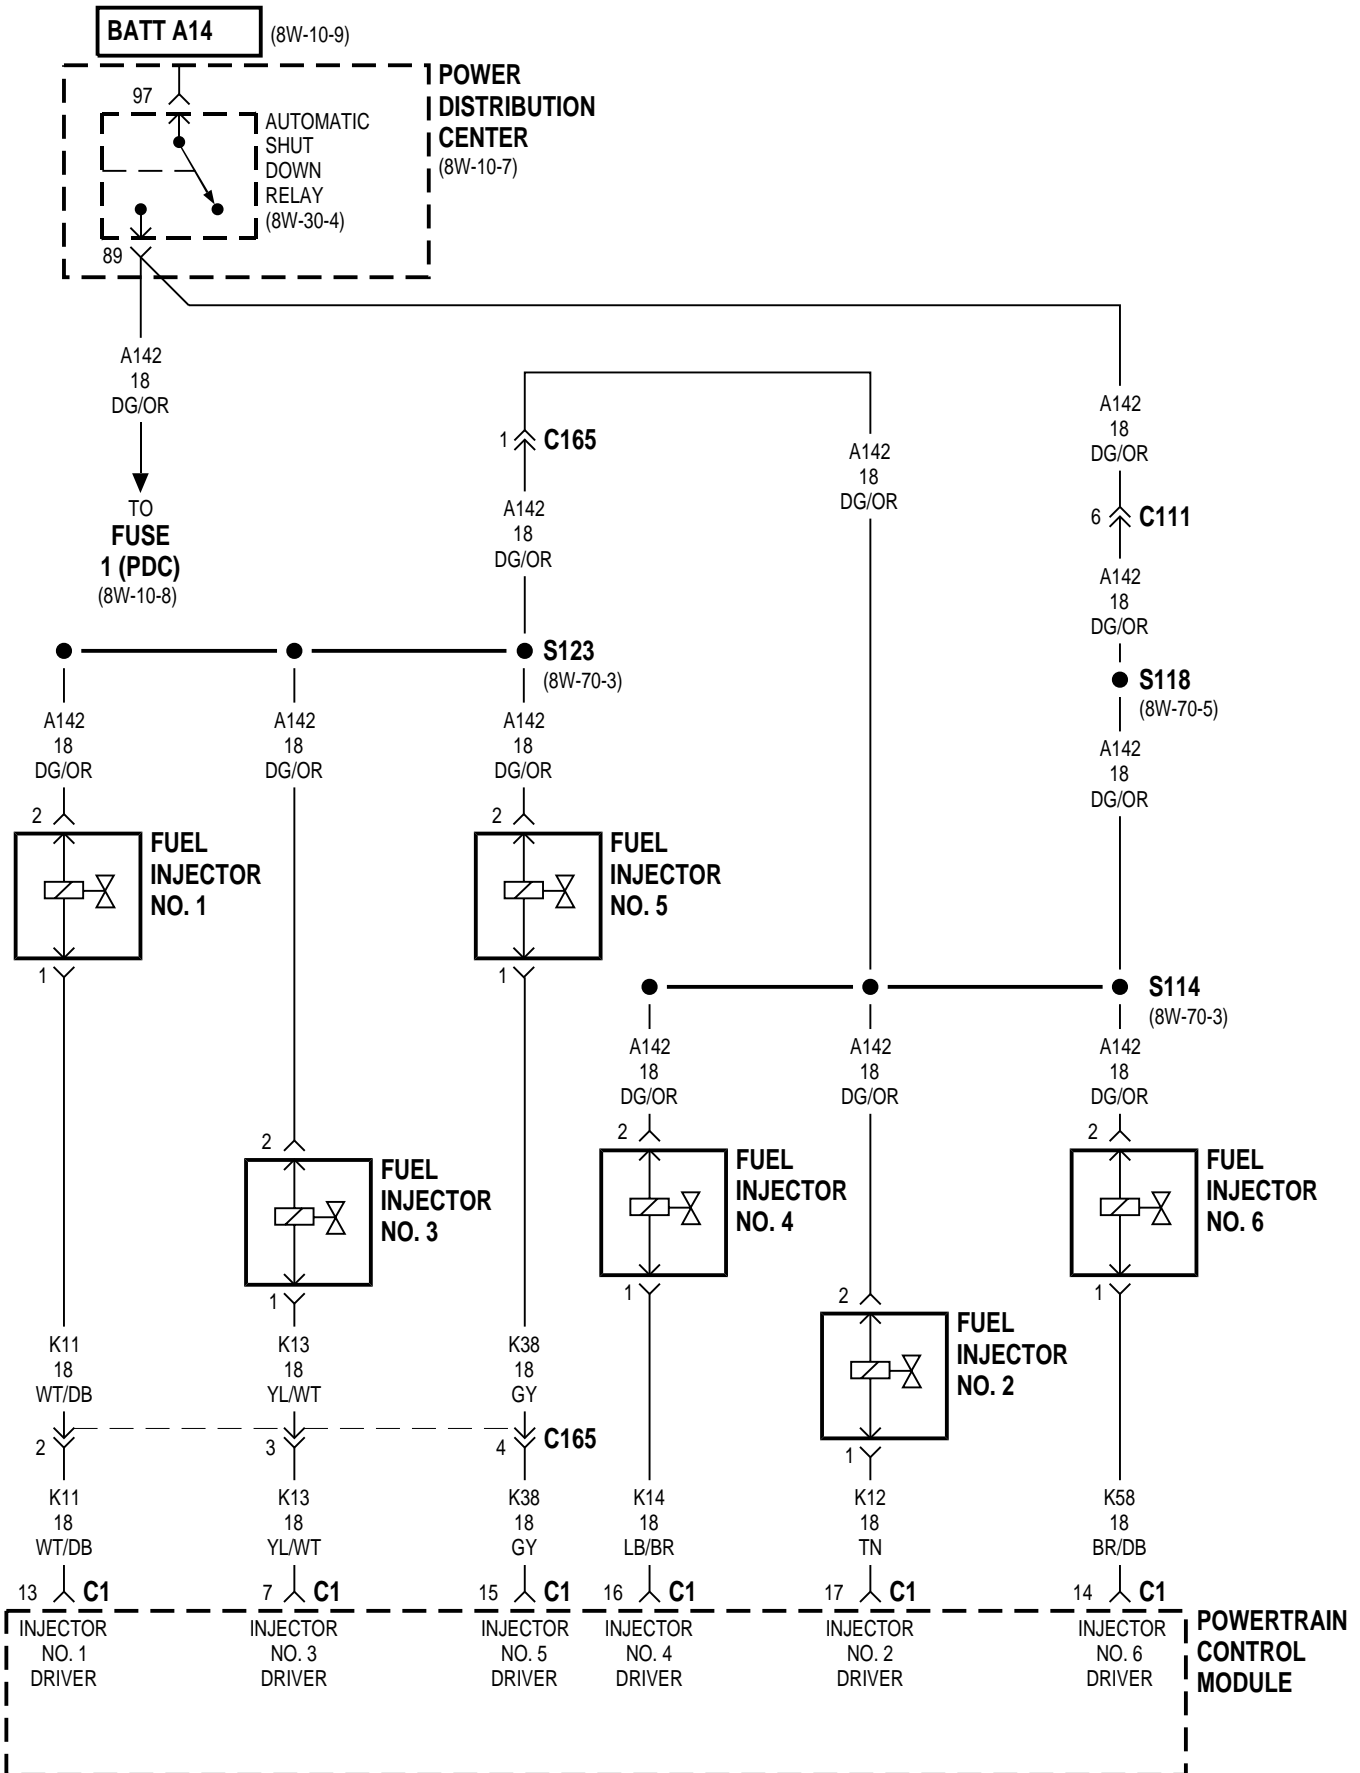 BATT A14 (8W-10-9)
POWER
DISTRIBUTION
CENTER
(8W-10-7)
97
AUTOMATIC
SHUT
DOWN
RELAY
(8W-30-4)
89
A142
18
DG/OR
TO
FUSE
1 (PDC)
(8W-10-8)
1 C165
A142
18
DG/OR
A142
18
DG/OR
A142
18
DG/OR
6 C111
A142
18
DG/OR
S118
(8W-70-5)
A142
18
DG/OR
S123
(8W-70-3)
A142
18
DG/OR
A142
18
DG/OR
A142
18
DG/OR
2
FUEL
INJECTOR
NO. 1
1
2
FUEL
INJECTOR
NO. 5
1
S114
(8W-70-3)
A142
18
DG/OR
A142
18
DG/OR
A142
18
DG/OR
2
FUEL
INJECTOR
NO. 3
1
2
FUEL
INJECTOR
NO. 4
1
2
FUEL
INJECTOR
NO. 2
1
2
FUEL
INJECTOR
NO. 6
1
K11
18
WT/DB
K13
18
YL/WT
K38
18
GY
2 3 4 C165
K11
18
WT/DB
K13
18
YL/WT
K38
18
GY
K14
18
LB/BR
K12
18
TN
K58
18
BR/DB
13 C1 7 C1 15 C1 16 C1 17 C1 14 C1
INJECTOR
NO. 1
DRIVER
INJECTOR
NO. 3
DRIVER
INJECTOR
NO. 5
DRIVER
INJECTOR
NO. 4
DRIVER
INJECTOR
NO. 2
DRIVER
INJECTOR
NO. 6
DRIVER
POWERTRAIN
CONTROL
MODULE